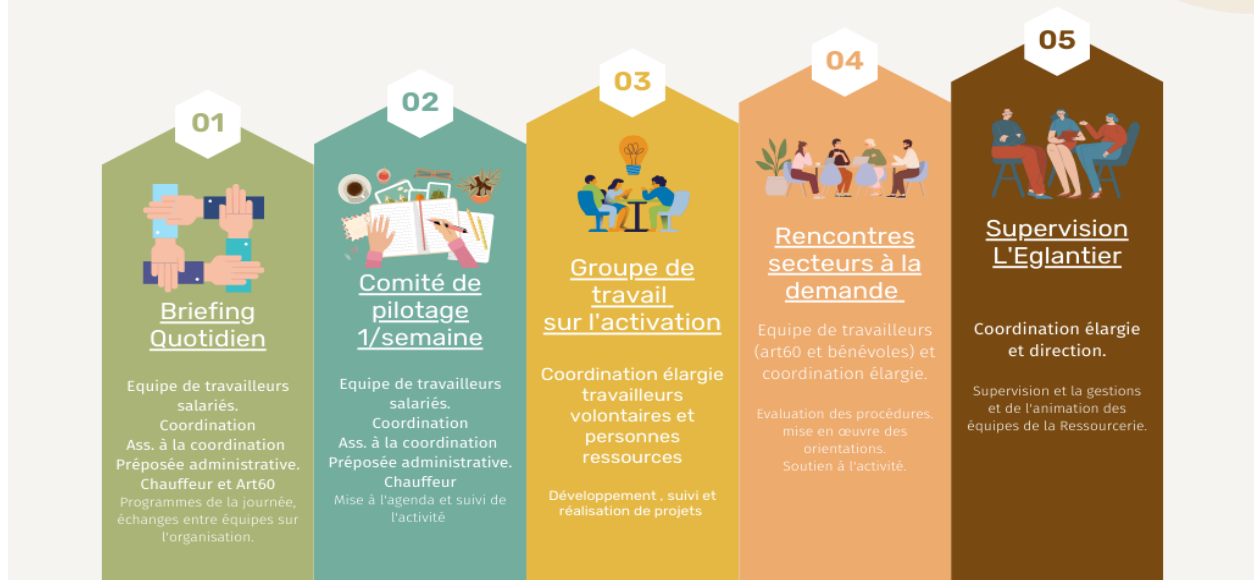 01
Briefing
Quotidien
Equipe de travailleurs
salariés.
Coordination
Ass. à la coordination
Préposée administrative.
Chauffeur et Art60
Programmes de la journée,
échanges entre équipes sur
l'organisation.
02
Comité de
pilotage
1/semaine
Equipe de travailleurs
salariés.
Coordination
Ass. à la coordination
Préposée administrative.
Chauffeur
Mise à l'agenda et suivi de
l'activité
03
Groupe de
travail
sur l'activation
Coordination élargie
travailleurs
volontaires et
personnes
ressources
Développement , suivi et
réalisation de projets
04
Rencontres
secteurs à la
demande
Equipe de travailleurs
(art60 et bénévoles) et
coordination élargie.
Evaluation des procédures.
mise en œuvre des
orientations.
Soutien à l'activité.
05
Supervision
L'Eglantier
Coordination élargie
et direction.
Supervision et la gestions
et de l'animation des
équipes de la Ressourcerie.